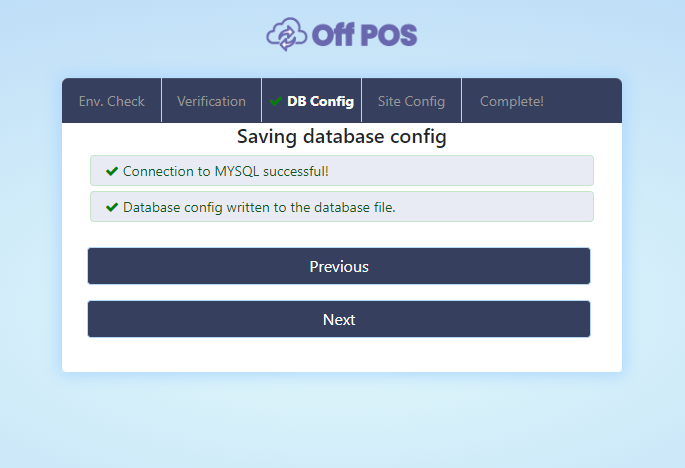 Off POS
Env. Check Verification DB Config Site Config Complete!
Saving database config
Connection to MYSQL successful!
Database config written to the database file.
Previous
Next